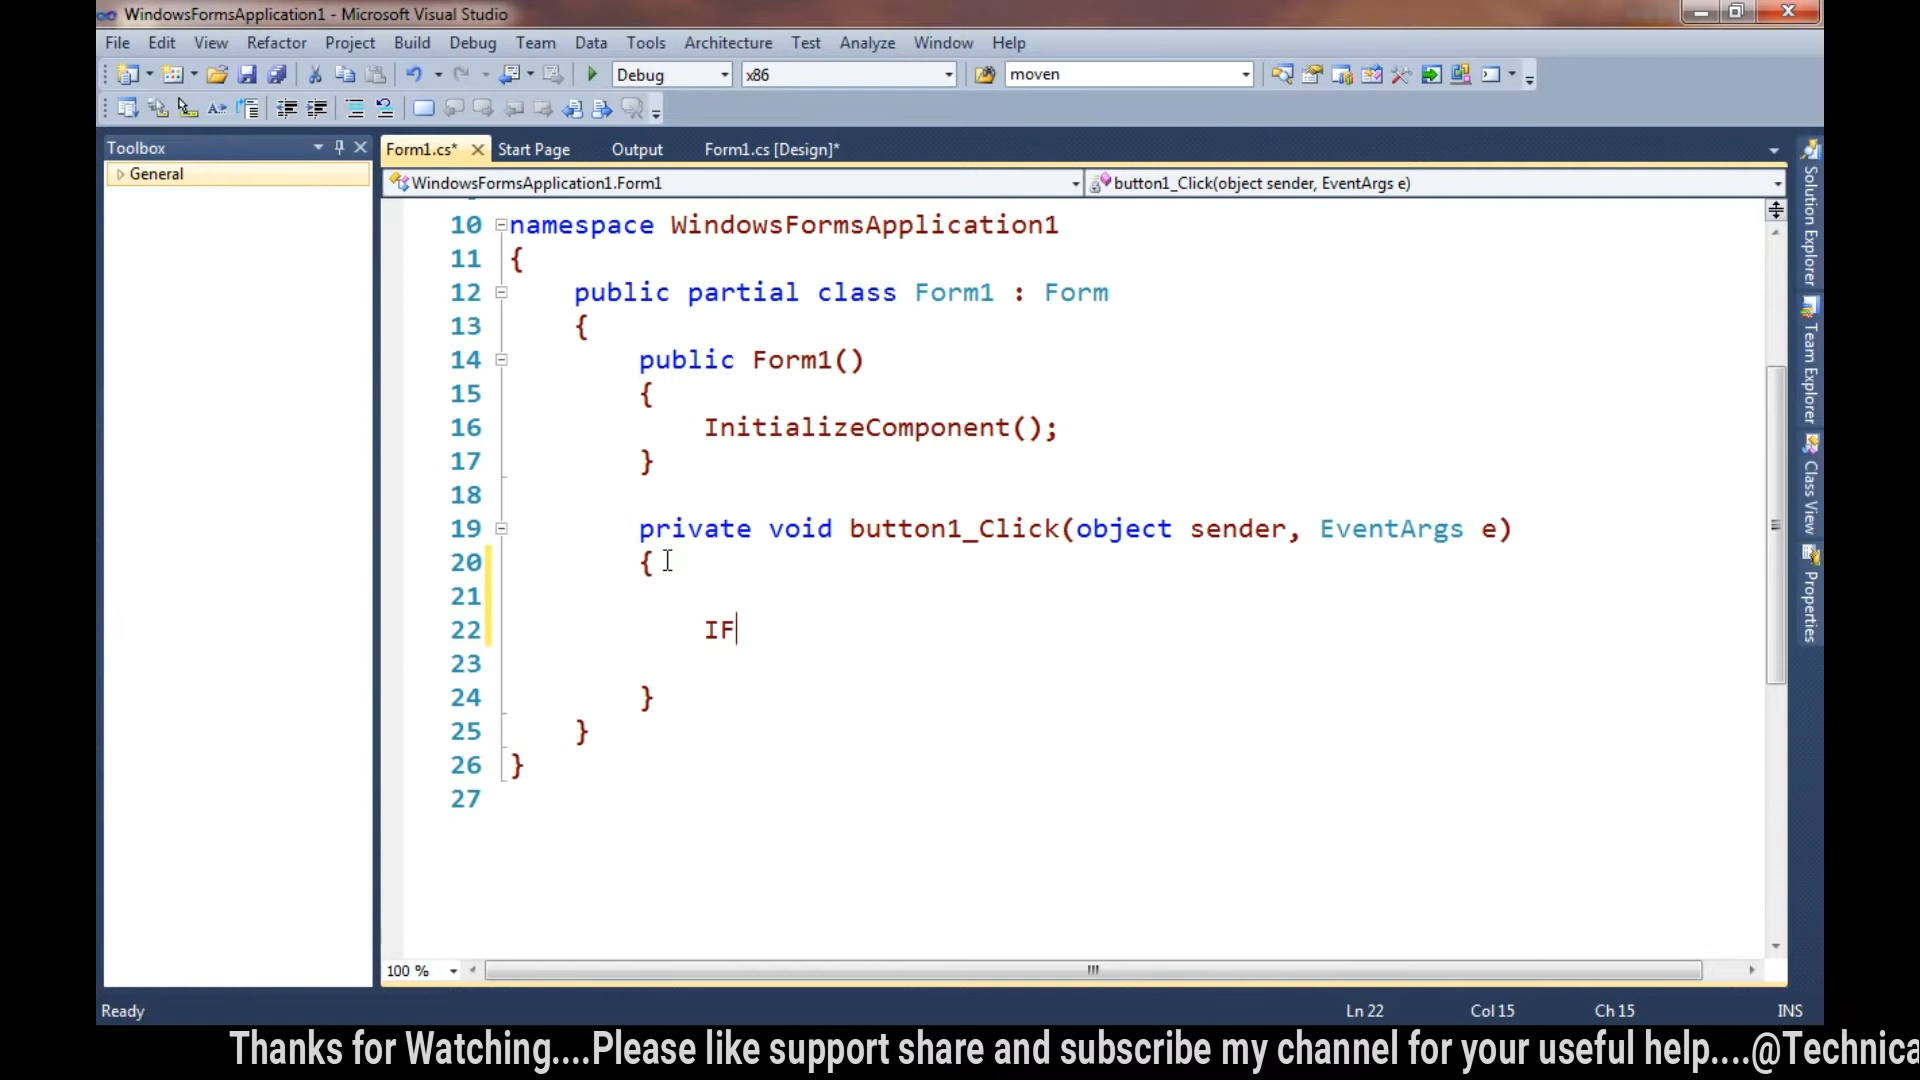 WindowsFormsApplication1 - Microsoft Visual Studio
File Edit View Refactor Project Build Debug Team Data Tools Architecture Test Analyze Window Help
Debug x86 moven
Toolbox
General
Form1.cs* Start Page Output Form1.cs [Design]*
WindowsFormsApplication1.Form1 button1_Click(object sender, EventArgs e)
10 namespace WindowsFormsApplication1
11 {
12 public partial class Form1 : Form
13 {
14 public Form1()
15 {
16 InitializeComponent();
17 }
18
19 private void button1_Click(object sender, EventArgs e)
20 {
21
22 IF
23
24 }
25 }
26 }
27
100 %
Solution Explorer
Team Explorer
Class View
Properties
Ready Ln 22 Col 15 Ch 15 INS
Thanks for Watching....Please like support share and subscribe my channel for your useful help....@Technica